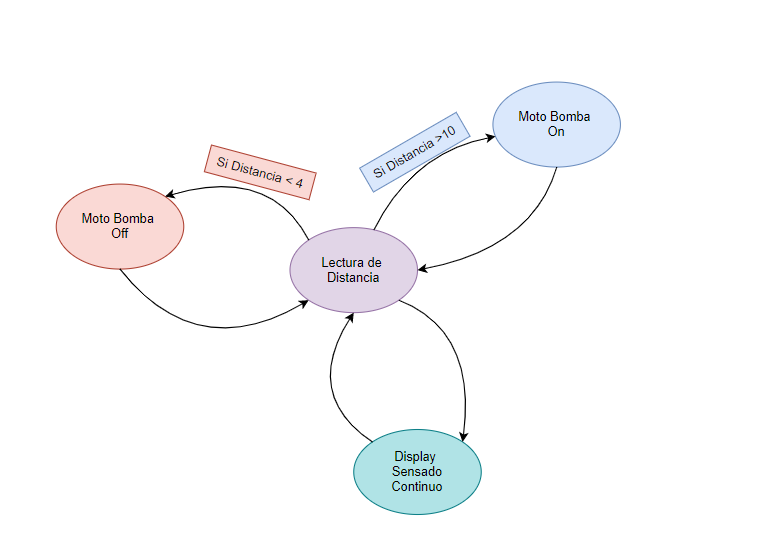 Moto Bomba
On
Si Distancia >10
Si Distancia < 4
Moto Bomba
Off
Lectura de
Distancia
Display
Sensado
Continuo